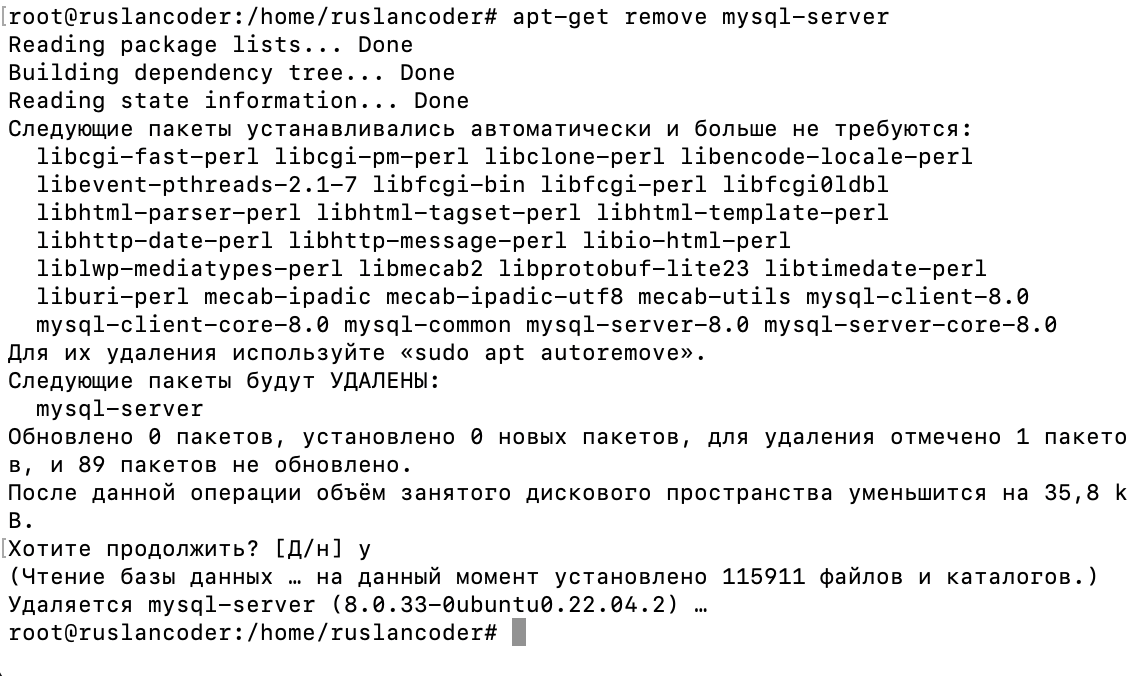 [root@ruslancoder:/home/ruslancoder# apt-get remove mysql-server
Reading package lists... Done
Building dependency tree... Done
Reading state information... Done
Следующие пакеты устанавливались автоматически и больше не требуются:
  libcgi-fast-perl libcgi-pm-perl libclone-perl libencode-locale-perl
  libevent-pthreads-2.1-7 libfcgi-bin libfcgi-perl libfcgi0ldbl
  libhtml-parser-perl libhtml-tagset-perl libhtml-template-perl
  libhttp-date-perl libhttp-message-perl libio-html-perl
  liblwp-mediatypes-perl libmecab2 libprotobuf-lite23 libtimedate-perl
  liburi-perl mecab-ipadic mecab-ipadic-utf8 mecab-utils mysql-client-8.0
  mysql-client-core-8.0 mysql-common mysql-server-8.0 mysql-server-core-8.0
Для их удаления используйте «sudo apt autoremove».
Следующие пакеты будут УДАЛЕНЫ:
  mysql-server
Обновлено 0 пакетов, установлено 0 новых пакетов, для удаления отмечено 1 пакето
в, и 89 пакетов не обновлено.
После данной операции объём занятого дискового пространства уменьшится на 35,8 k
B.
[Хотите продолжить? [Д/н] y
(Чтение базы данных … на данный момент установлено 115911 файлов и каталогов.)
Удаляется mysql-server (8.0.33-0ubuntu0.22.04.2) …
root@ruslancoder:/home/ruslancoder#